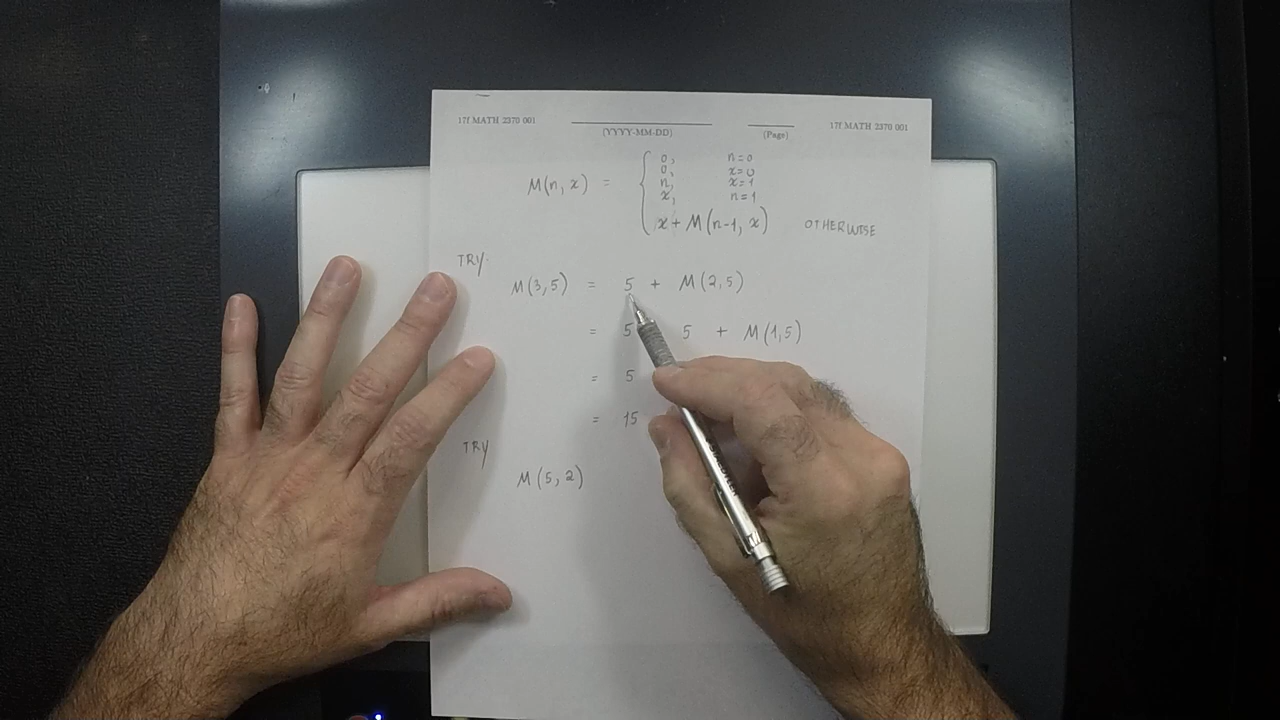 17f MATH 2370 001 (YYYY-MM-DD) (Page) 17f MATH 2370 001
M(n, x) = { 0, n=0
0, x=0
n, x=1
x, n=1
x + M(n-1, x) OTHERWISE
TRY
M(3,5) = 5 + M(2,5)
= 5 5 + M(1,5)
= 5
= 15
TRY
M(5,2)